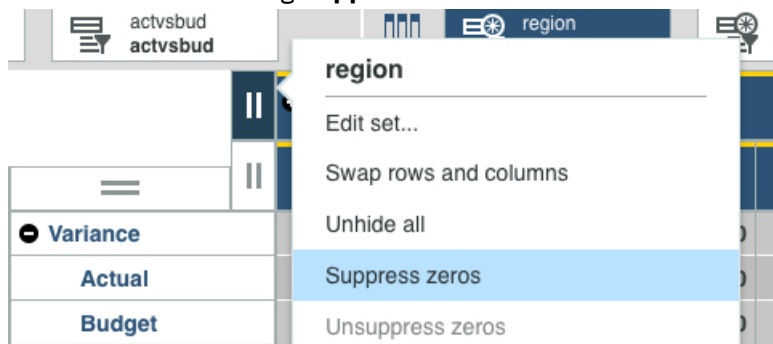 actvsbud
actvsbud
region
region
Edit set...
Swap rows and columns
Unhide all
Suppress zeros
Unsuppress zeros
Variance
Actual
Budget